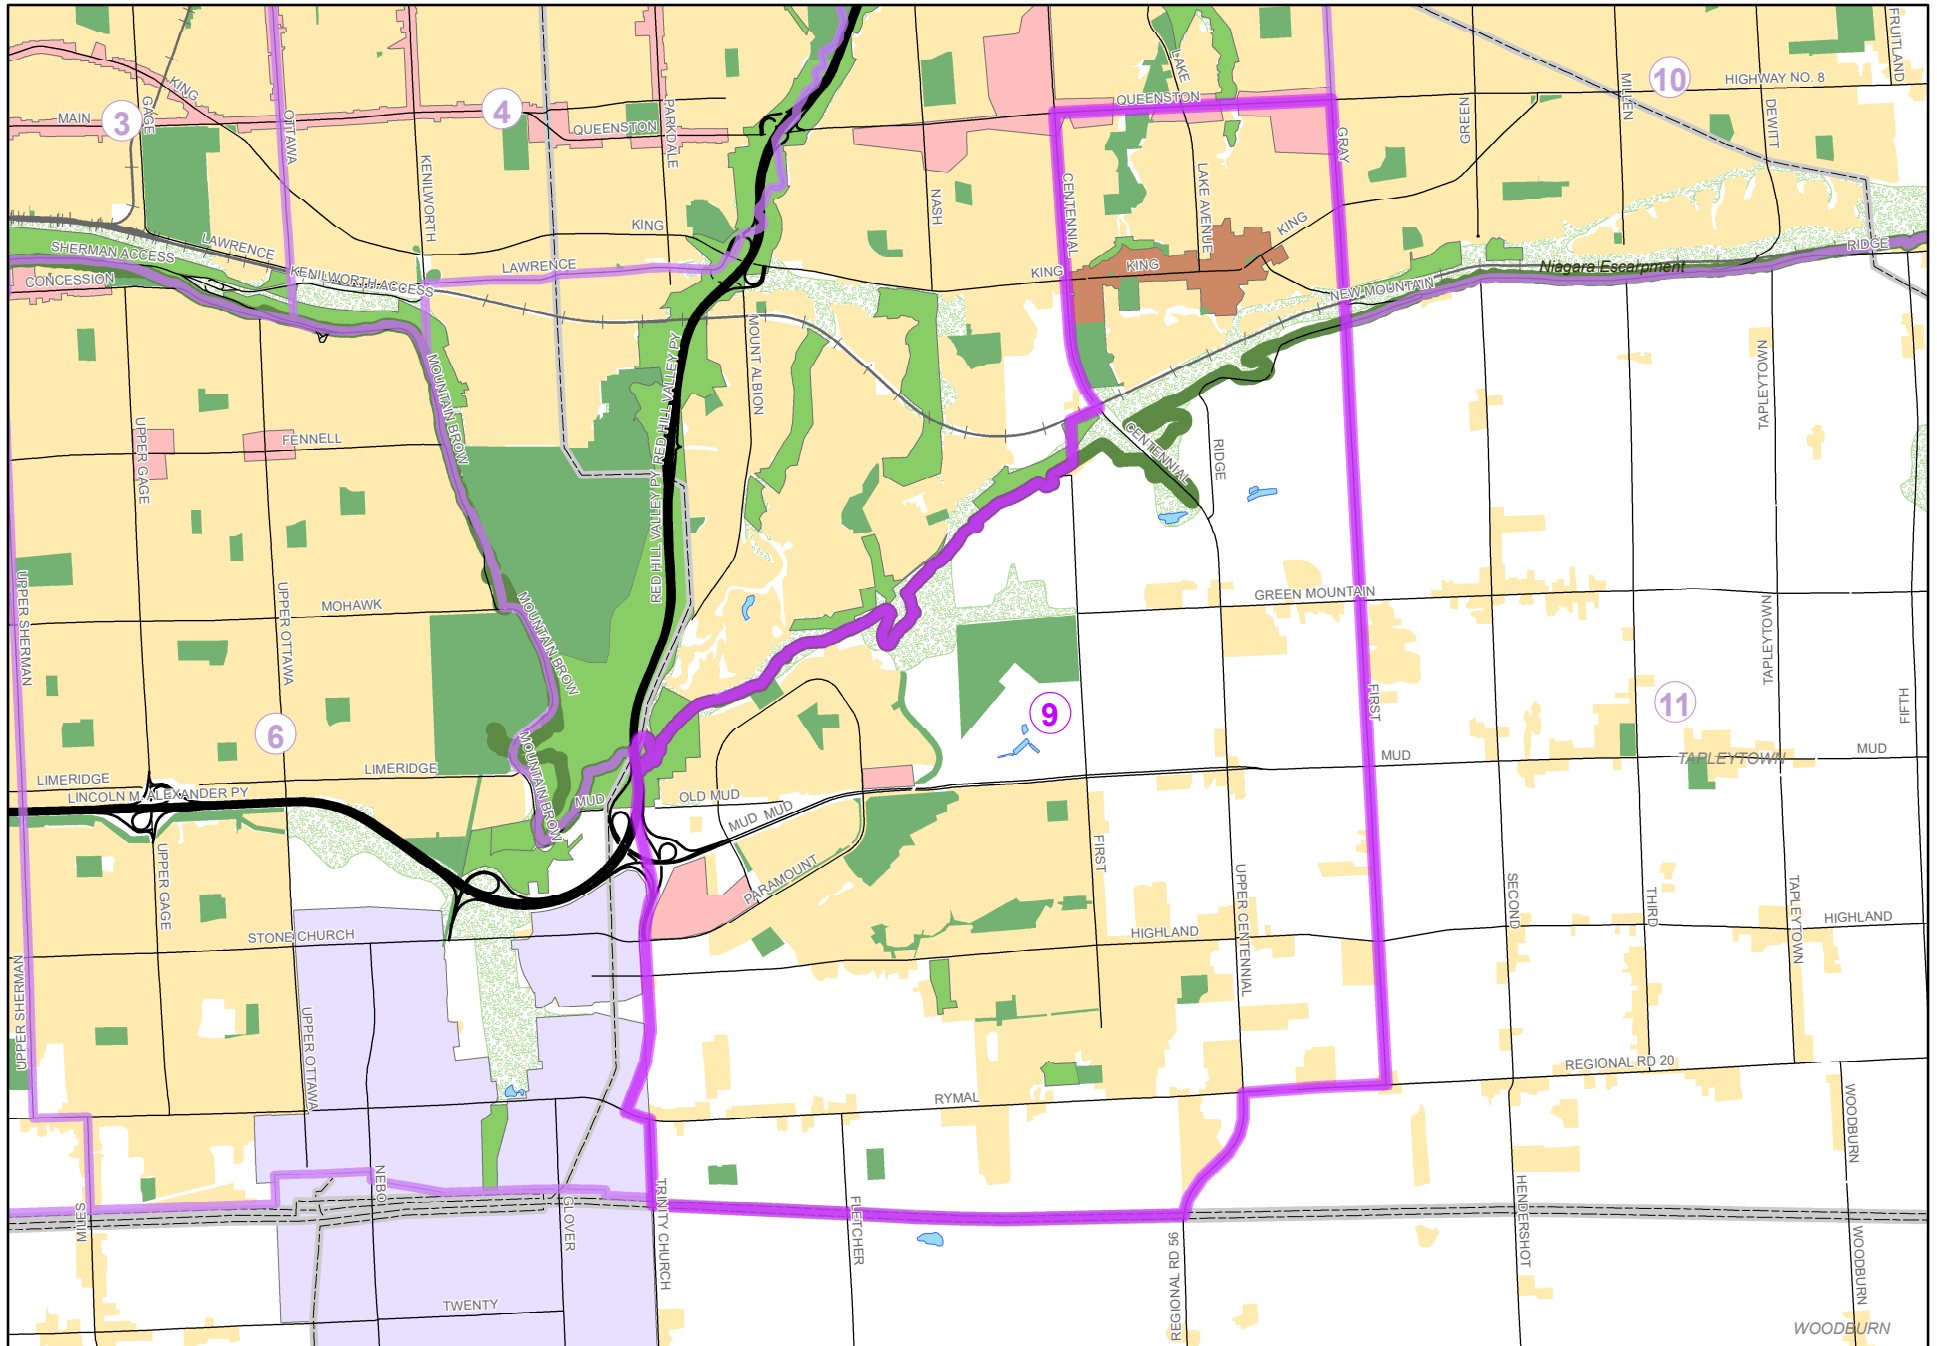 FRUITLAND
LAKE
10
HIGHWAY NO. 8
KING
GAGE
MAIN
3
4
QUEENSTON
QUEENSTON
MILLEN
DEWITT
GREEN
OTTAWA
PARKDALE
GRAY
KENILWORTH
CENTENNIAL
LAKE AVENUE
NASH
KING
KING
LAWRENCE
SHERMAN ACCESS
CONCESSION
KENILWORTH ACCESS
LAWRENCE
KING
KING
RIDGE
Niagara Escarpment
NEW MOUNTAIN
MOUNT ALBION
RED HILL VALLEY PY
RED HILL VALLEY PY
RED HILL VALLEY PY
MOUNTAIN BROW
TAPLEYTOWN
UPPER GAGE
FENNELL
CENTENNIAL
RIDGE
UPPER SHERMAN
UPPER OTTAWA
MOHAWK
MOUNTAIN BROW
GREEN MOUNTAIN
TAPLEYTOWN
FIRST
FIFTH
6
9
11
MOUNTAIN BROW
LIMERIDGE
LIMERIDGE
LINCOLN M. ALEXANDER PY
MUD
OLD MUD
MUD
MUD
MUD
TAPLEYTOWN
MUD
UPPER GAGE
PARAMOUNT
FIRST
UPPER CENTENNIAL
SECOND
THIRD
TAPLEYTOWN
HIGHLAND
STONE CHURCH
HIGHLAND
UPPER SHERMAN
UPPER OTTAWA
REGIONAL RD 20
RYMAL
WOODBURN
MILES
NEBO
GLOVER
TRINITY CHURCH
FLETCHER
REGIONAL RD 56
HENDERSHOT
WOODBURN
TWENTY
WOODBURN